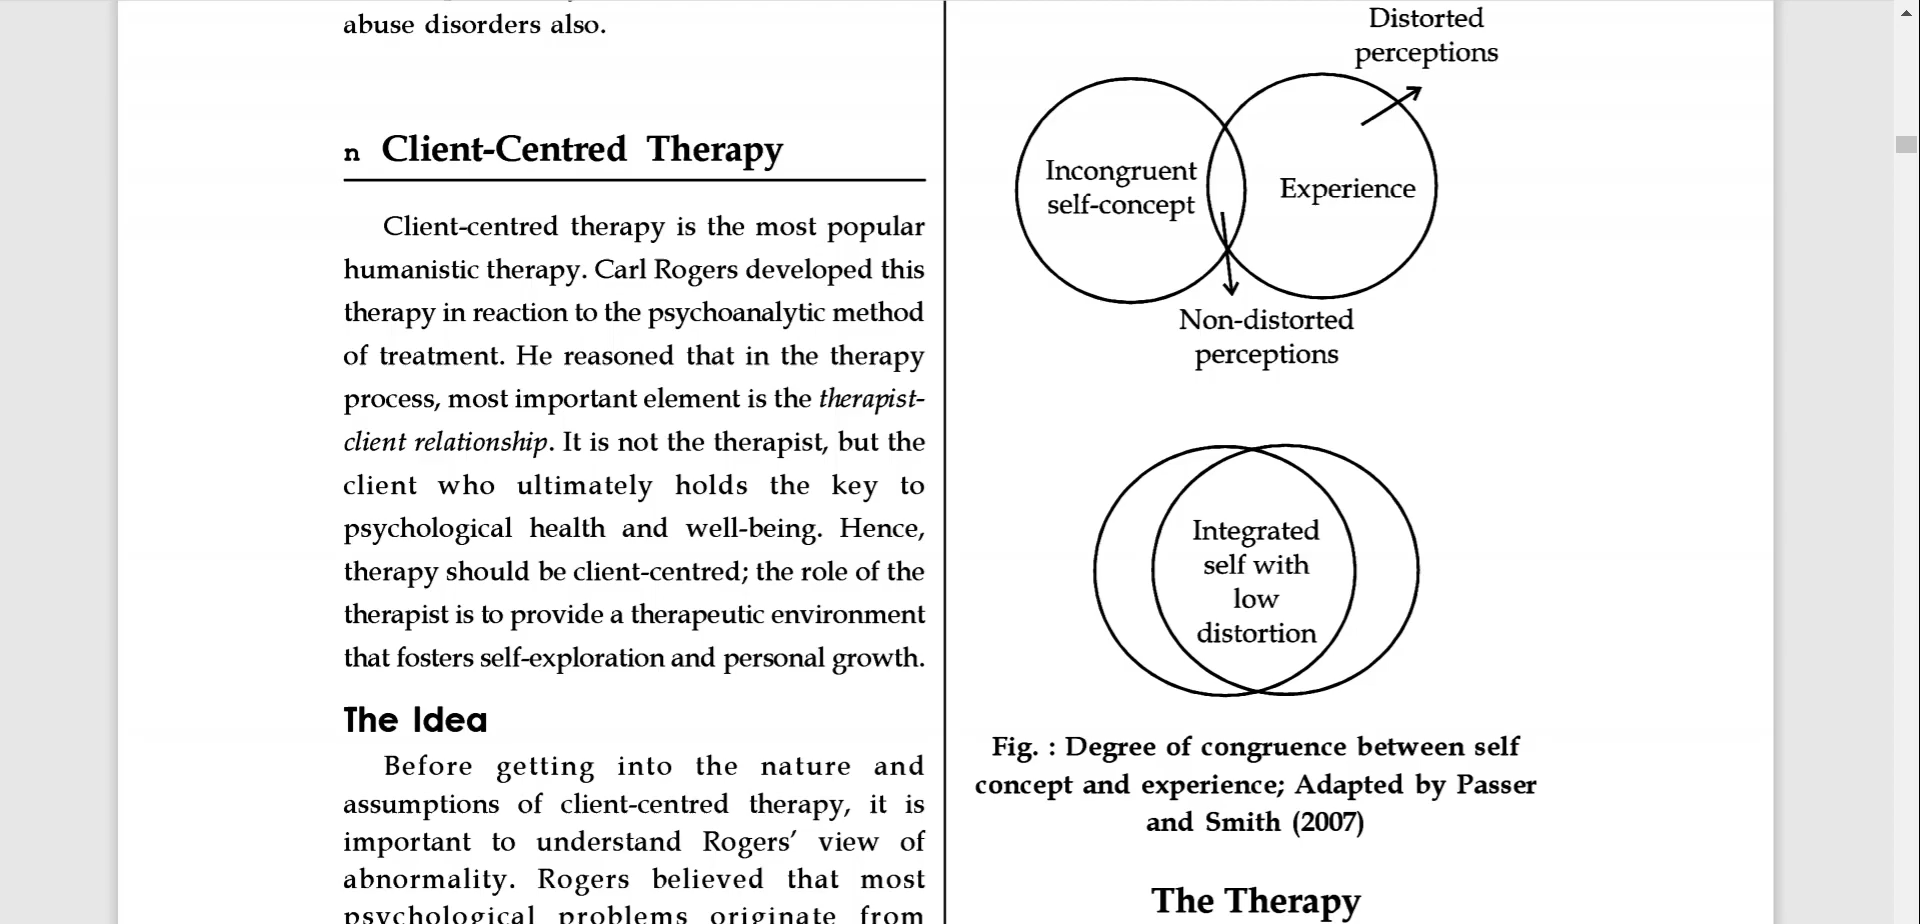 abuse disorders also.
n Client-Centred Therapy
Client-centred therapy is the most popular
humanistic therapy. Carl Rogers developed this
therapy in reaction to the psychoanalytic method
of treatment. He reasoned that in the therapy
process, most important element is the therapist-
client relationship. It is not the therapist, but the
client who ultimately holds the key to
psychological health and well-being. Hence,
therapy should be client-centred; the role of the
therapist is to provide a therapeutic environment
that fosters self-exploration and personal growth.
The Idea
Before getting into the nature and
assumptions of client-centred therapy, it is
important to understand Rogers' view of
abnormality. Rogers believed that most
psychological problems originate from
Distorted
perceptions
Incongruent
self-concept
Experience
Non-distorted
perceptions
Integrated
self with
low
distortion
Fig. : Degree of congruence between self
concept and experience; Adapted by Passer
and Smith (2007)
The Therapy